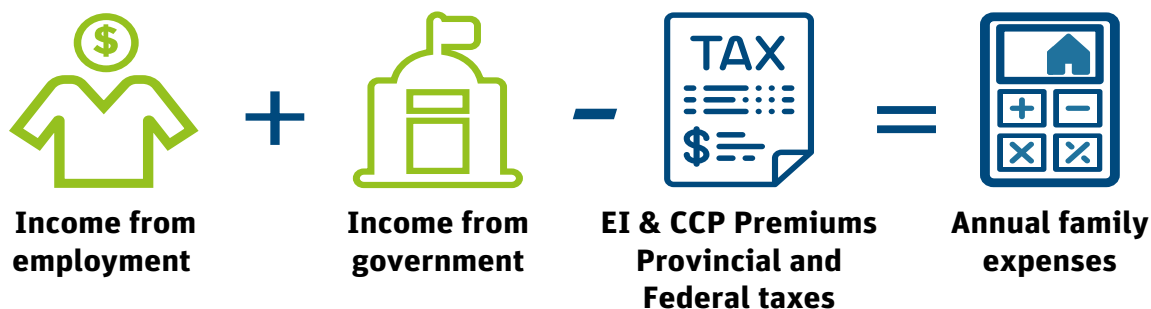 $
TAX
$
Income from
employment
+
Income from
government
-
EI & CCP Premiums
Provincial and
Federal taxes
=
Annual family
expenses
+ −
× ٪